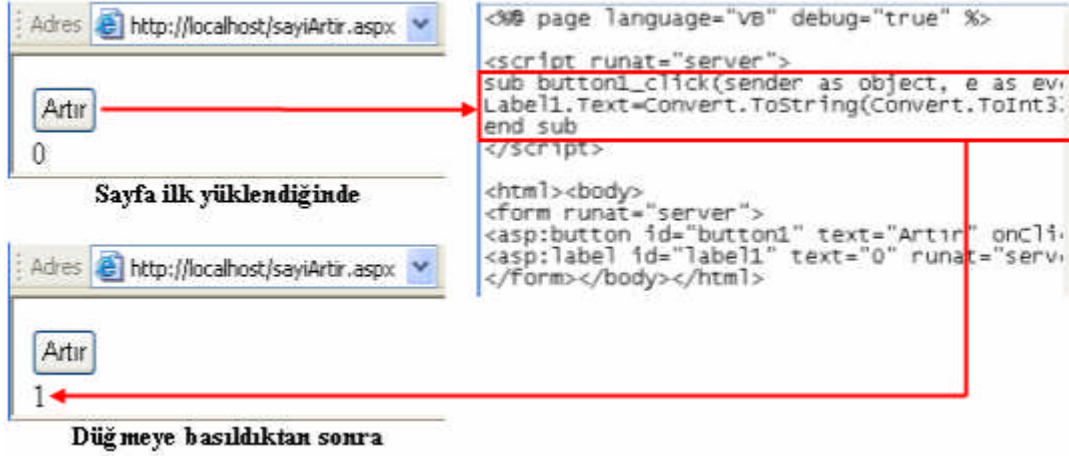 Adres http://localhost/sayiArtir.aspx
Artır
0
Sayfa ilk yüklendiğinde
Adres http://localhost/sayiArtir.aspx
Artır
1
Düğmeye basıldıktan sonra
<%@ page language="VB" debug="true" %>
<script runat="server">
sub button1_click(sender as object, e as
Label1.Text=Convert.ToString(Convert.ToInt3
end sub
</script>
<html><body>
<form runat="server">
<asp:button id="button1" text="Artır" oncli
<asp:label id="label1" text="0" runat="serv
</form></body></html>